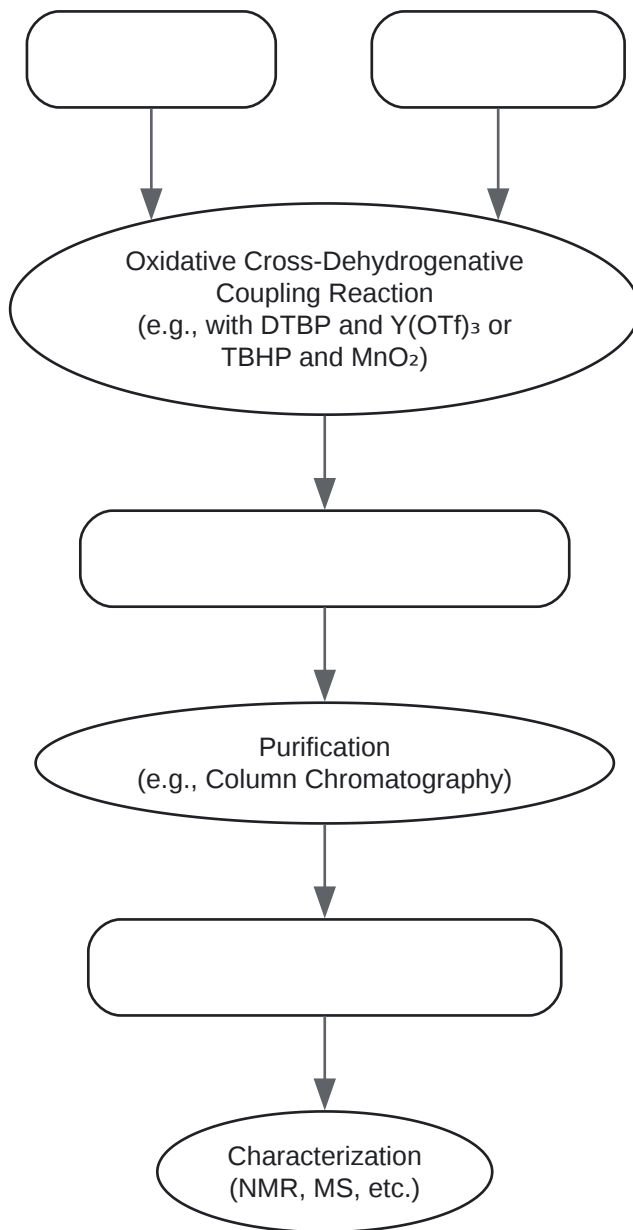 Oxidative Cross-Dehydrogenative
Coupling Reaction
(e.g., with DTBP and Y(OTf)₃ or
TBHP and MnO₂)
Purification
(e.g., Column Chromatography)
Characterization
(NMR, MS, etc.)